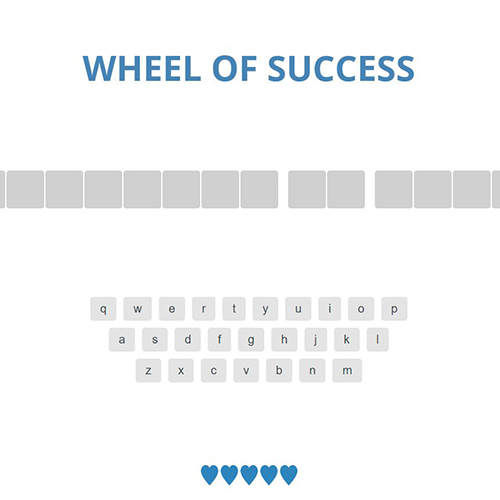 WHEEL OF SUCCESS
q w e r t y u i o p
a s d f g h j k l
z x c v b n m